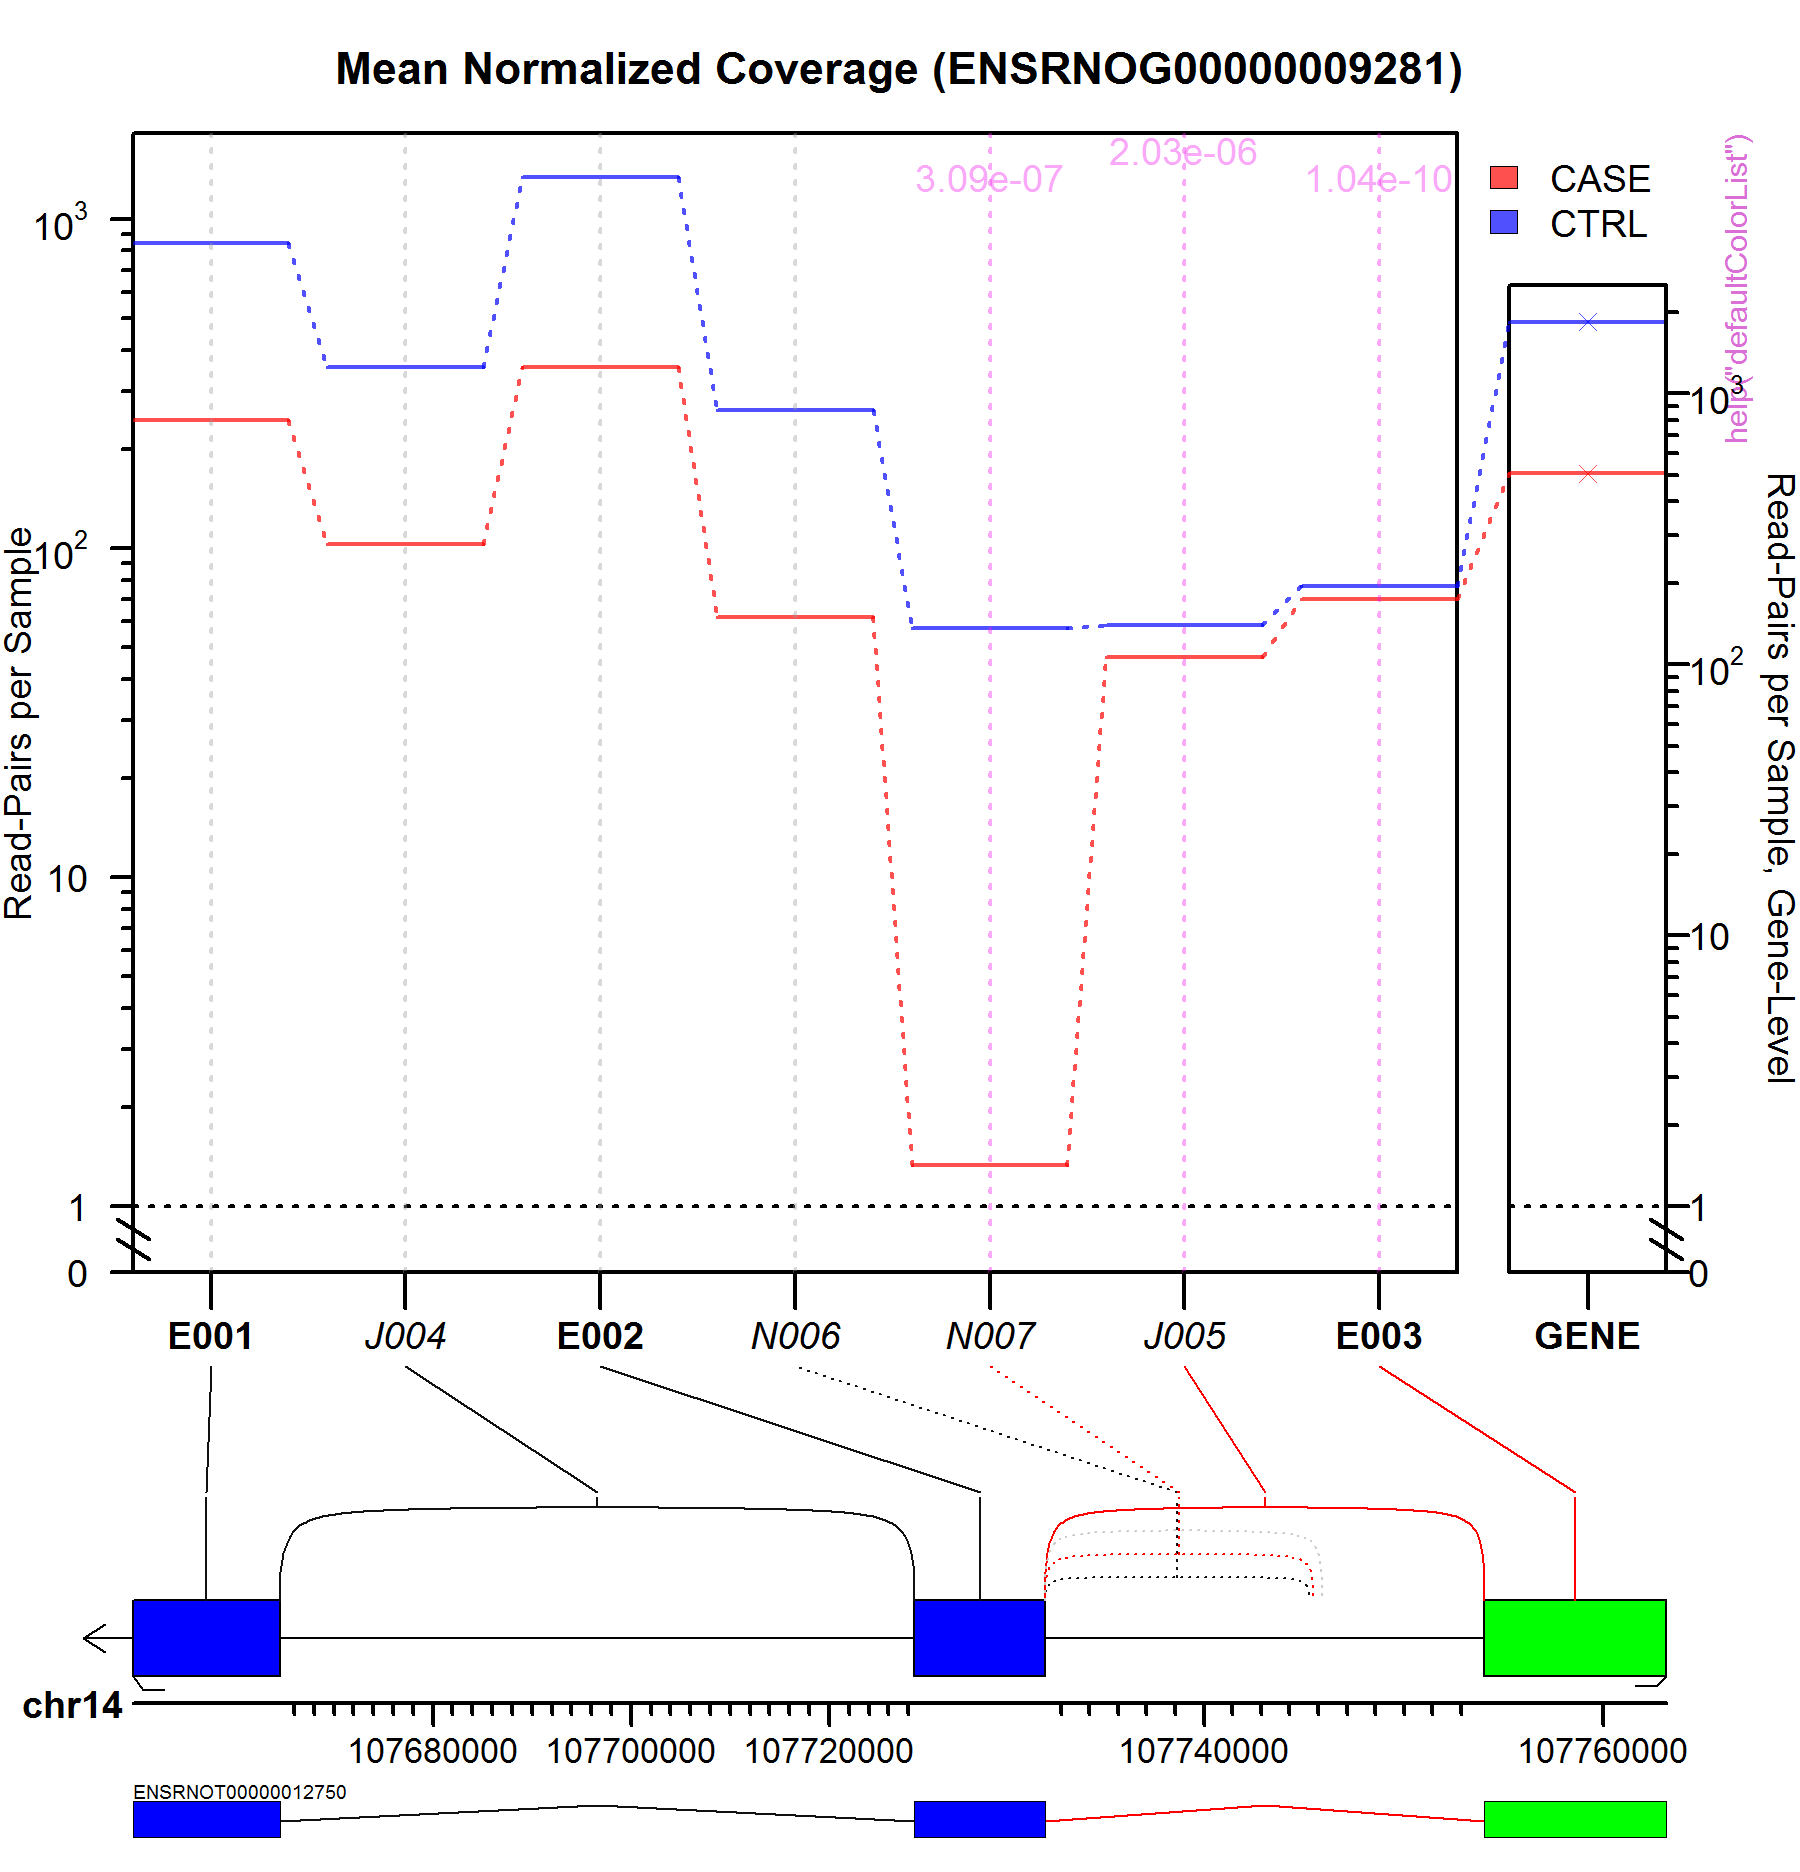 Mean Normalized Coverage (ENSRNOG00000009281)
3.09e-07
2.03e-06
1.04e-10
CASE
CTRL
help("defaultColorList")
Read-Pairs per Sample
10³
10²
10
1
0
Read-Pairs per Sample, Gene-Level
10³
10²
10
1
0
E001 J004 E002 N006 N007 J005 E003 GENE
chr14
107680000 107700000 107720000 107740000 107760000
ENSRNOT00000012750